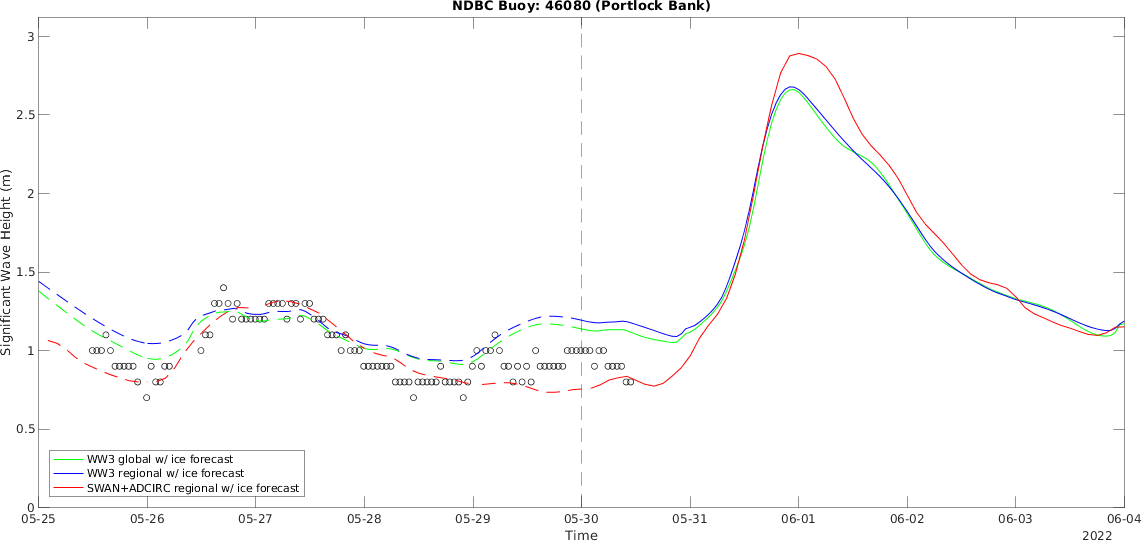 NDBC Buoy: 46080 (Portlock Bank)
Significant Wave Height (m)
3
2.5
2
1.5
1
0.5
0
WW3 global w/ ice forecast
WW3 regional w/ ice forecast
SWAN+ADCIRC regional w/ ice forecast
05-25 05-26 05-27 05-28 05-29 05-30 05-31 06-01 06-02 06-03 06-04
Time
2022